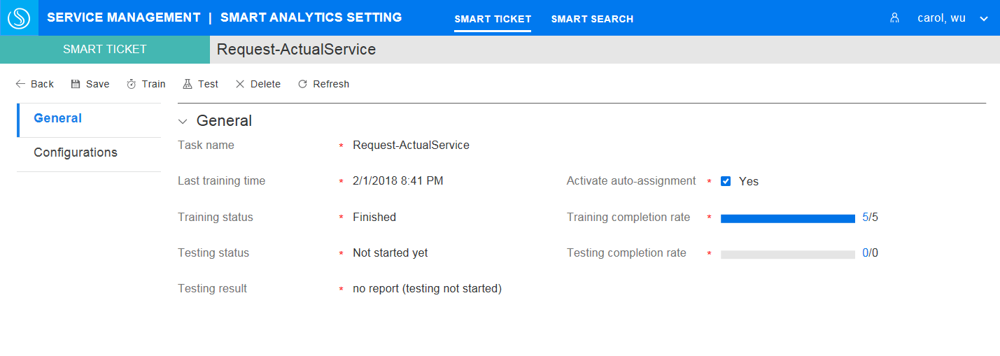 SERVICE MANAGEMENT | SMART ANALYTICS SETTING SMART TICKET SMART SEARCH carol, wu
SMART TICKET Request-ActualService
Back Save Train Test Delete Refresh
General
Configurations
General
Task name * Request-ActualService
Last training time * 2/1/2018 8:41 PM Activate auto-assignment * Yes
Training status * Finished Training completion rate * 5/5
Testing status * Not started yet Testing completion rate * 0/0
Testing result * no report (testing not started)